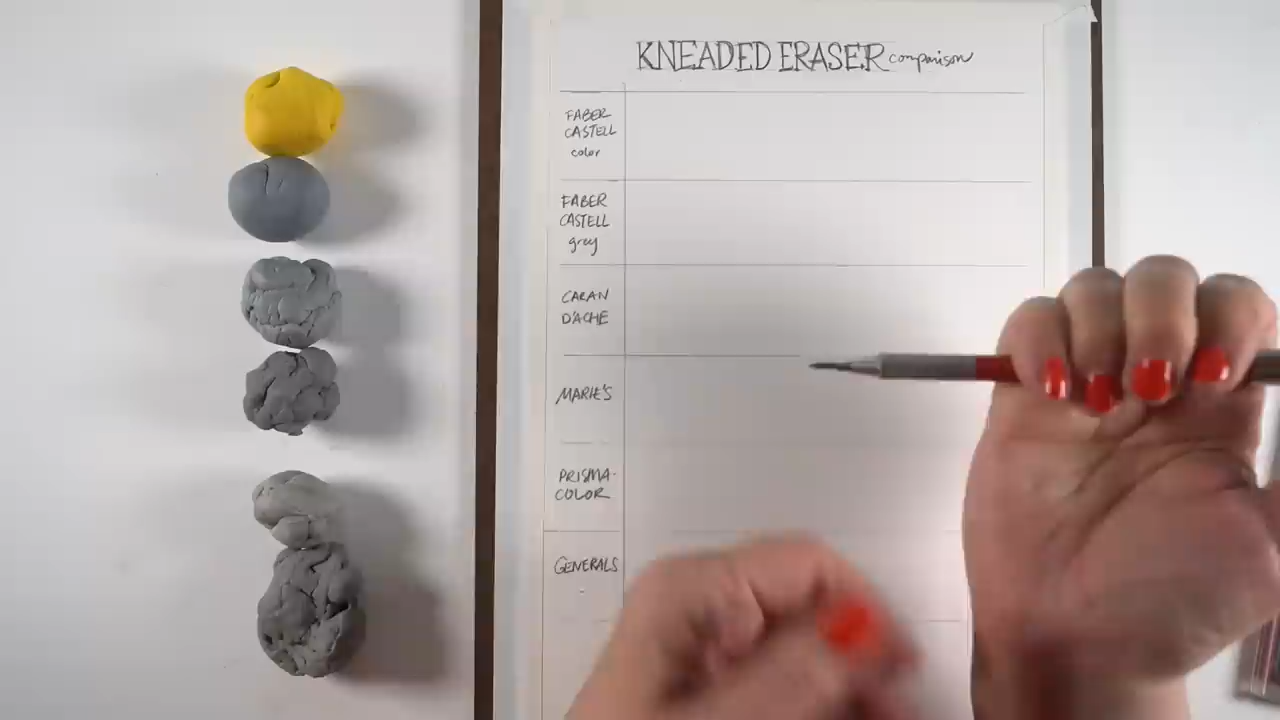 KNEADED ERASER comparison
FABER
CASTELL
color
FABER
CASTELL
grey
CARAN
D'ACHE
MARIE'S
PRISMA-
COLOR
GENERALS